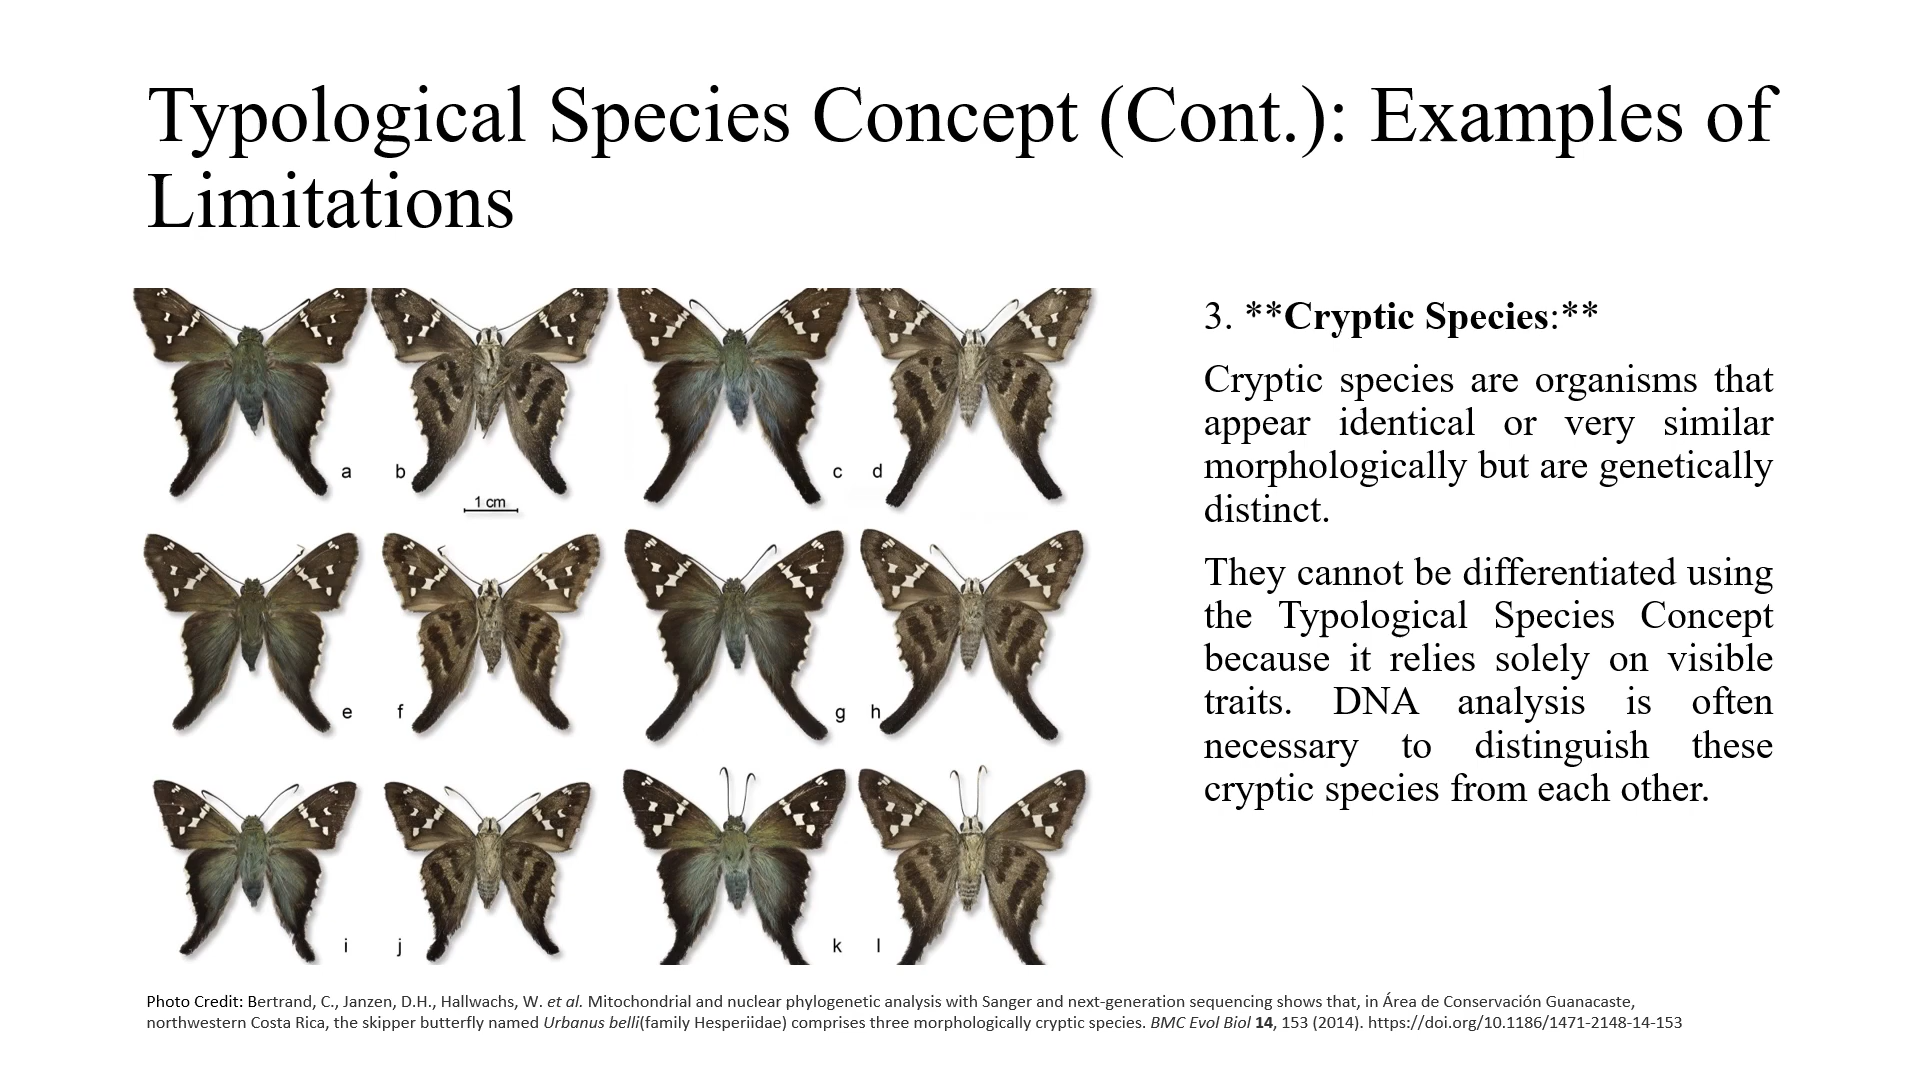 Typological Species Concept (Cont.): Examples of
Limitations
a
b
c
d
1 cm
e
f
g
h
i
j
k
l
3. **Cryptic Species:**
Cryptic species are organisms that
appear identical or very similar
morphologically but are genetically
distinct.
They cannot be differentiated using
the Typological Species Concept
because it relies solely on visible
traits. DNA analysis is often
necessary to distinguish these
cryptic species from each other.
Photo Credit: Bertrand, C., Janzen, D.H., Hallwachs, W. et al. Mitochondrial and nuclear phylogenetic analysis with Sanger and next-generation sequencing shows that, in Área de Conservación Guanacaste,
northwestern Costa Rica, the skipper butterfly named Urbanus belli(family Hesperiidae) comprises three morphologically cryptic species. BMC Evol Biol 14, 153 (2014). https://doi.org/10.1186/1471-2148-14-153